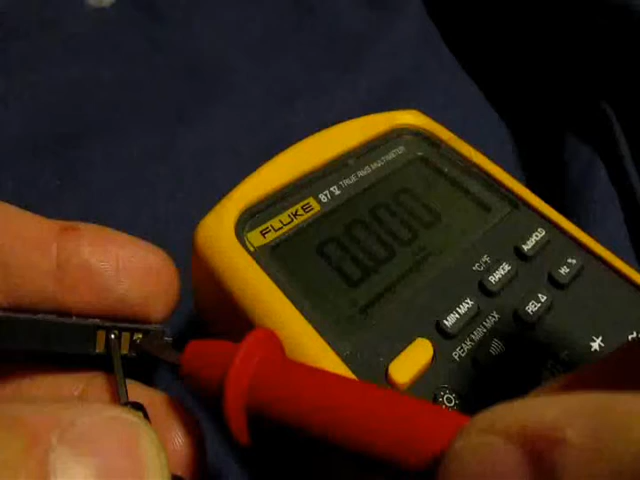 FLUKE 87 V TRUE RMS MULTIMETER
0.000
AutoHOLD
°C/°F
RANGE
Hz %
MIN MAX
REL Δ
PEAK MIN MAX